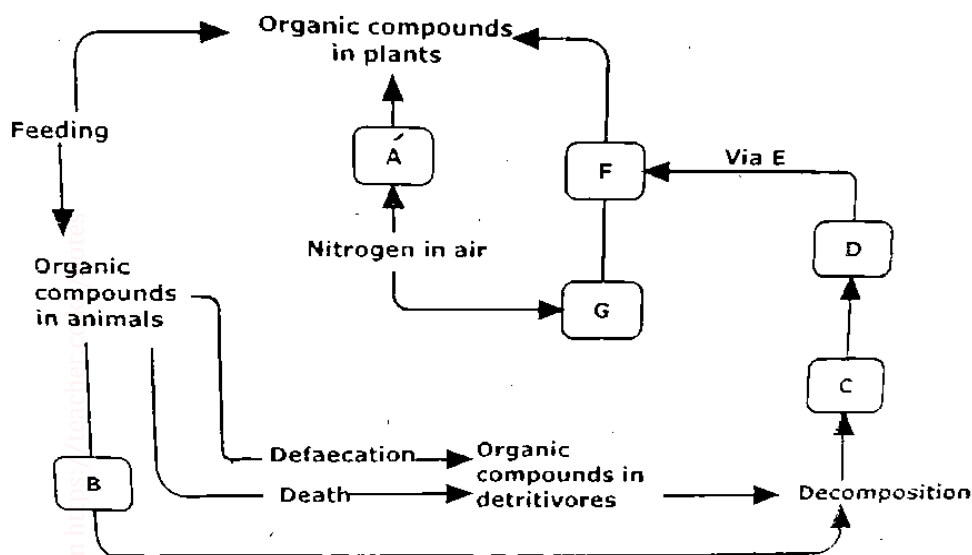 Organic compounds
in plants
Feeding
A
F
Via E
D
Nitrogen in air
Organic
compounds
in animals
G
C
Defaecation
Organic
compounds in
detritivores
B
Death
Decomposition